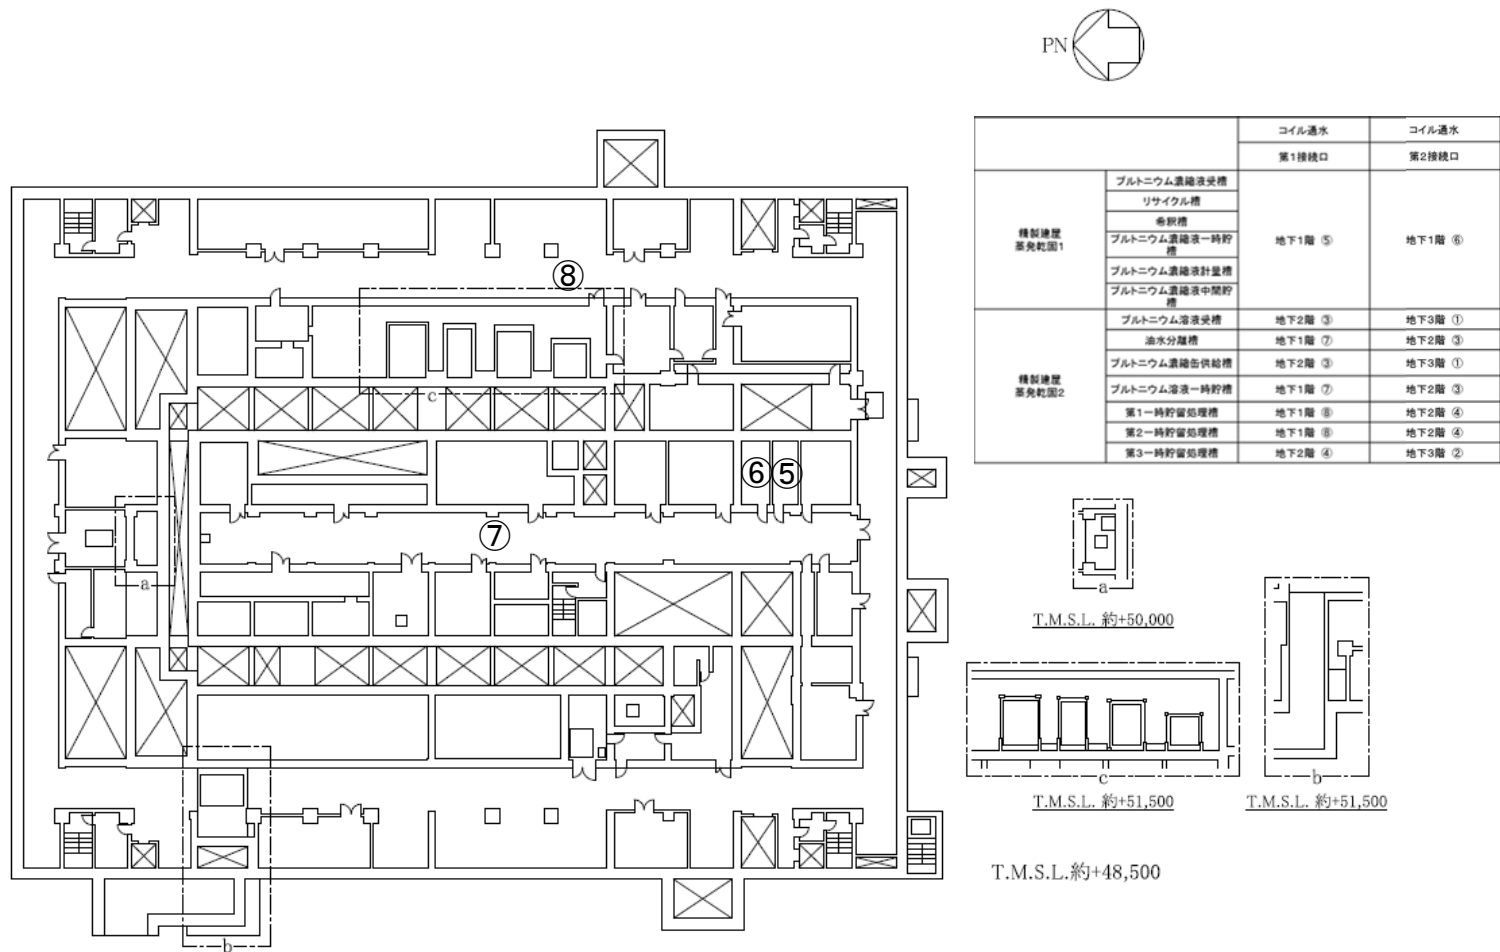 PN
コイル通水
コイル通水
第1接続口
第2接続口
精製建屋
蒸発乾固1
プルトニウム濃縮液受槽
リサイクル槽
希釈槽
プルトニウム濃縮液一時貯
槽
プルトニウム濃縮液計量槽
プルトニウム濃縮液中間貯
槽
地下1階 ⑤
地下1階 ⑥
精製建屋
蒸発乾固2
プルトニウム溶液受槽
地下2階 ③
地下3階 ①
油水分離槽
地下1階 ⑦
地下2階 ③
プルトニウム濃縮缶供給槽
地下2階 ③
地下3階 ①
プルトニウム溶液一時貯槽
地下1階 ⑦
地下2階 ③
第1一時貯留処理槽
地下1階 ⑧
地下2階 ④
第2一時貯留処理槽
地下1階 ⑧
地下2階 ④
第3一時貯留処理槽
地下2階 ④
地下3階 ②
⑧
c
⑥
⑤
⑦
a
b
a
T.M.S.L. 約+50,000
c
T.M.S.L. 約+51,500
b
T.M.S.L. 約+51,500
T.M.S.L.約+48,500